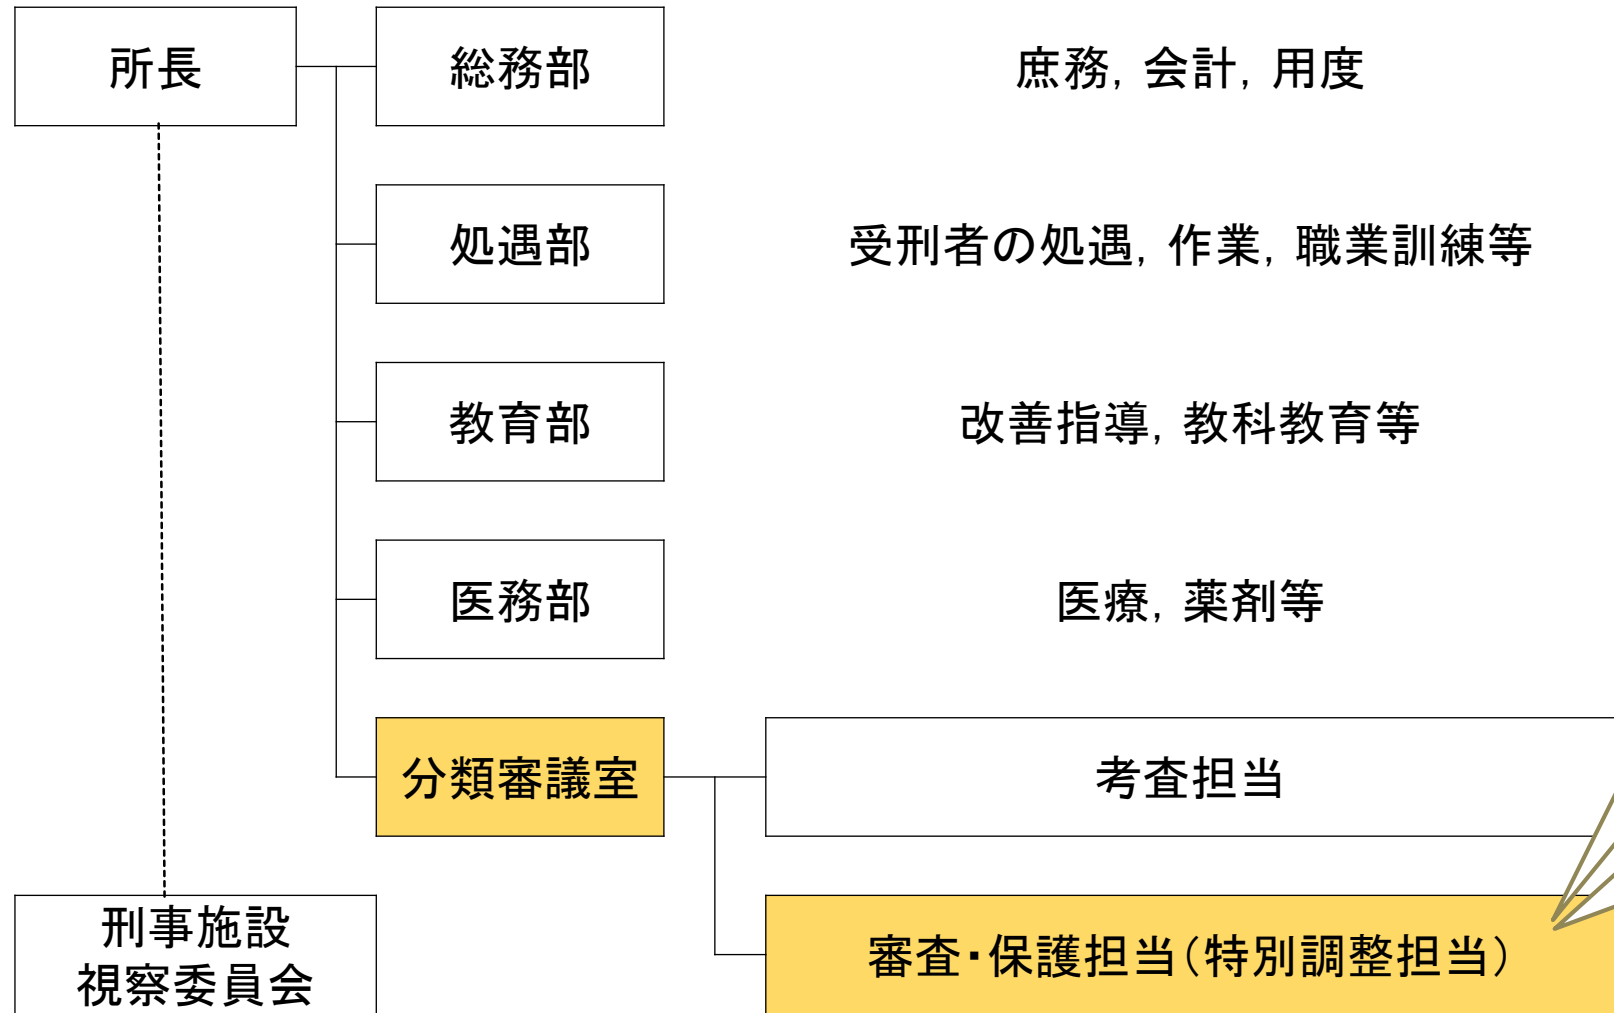 所長
総務部
庶務，会計，用度
処遇部
受刑者の処遇，作業，職業訓練等
教育部
改善指導，教科教育等
医務部
医療，薬剤等
分類審議室
考査担当
刑事施設
視察委員会
審査・保護担当（特別調整担当）